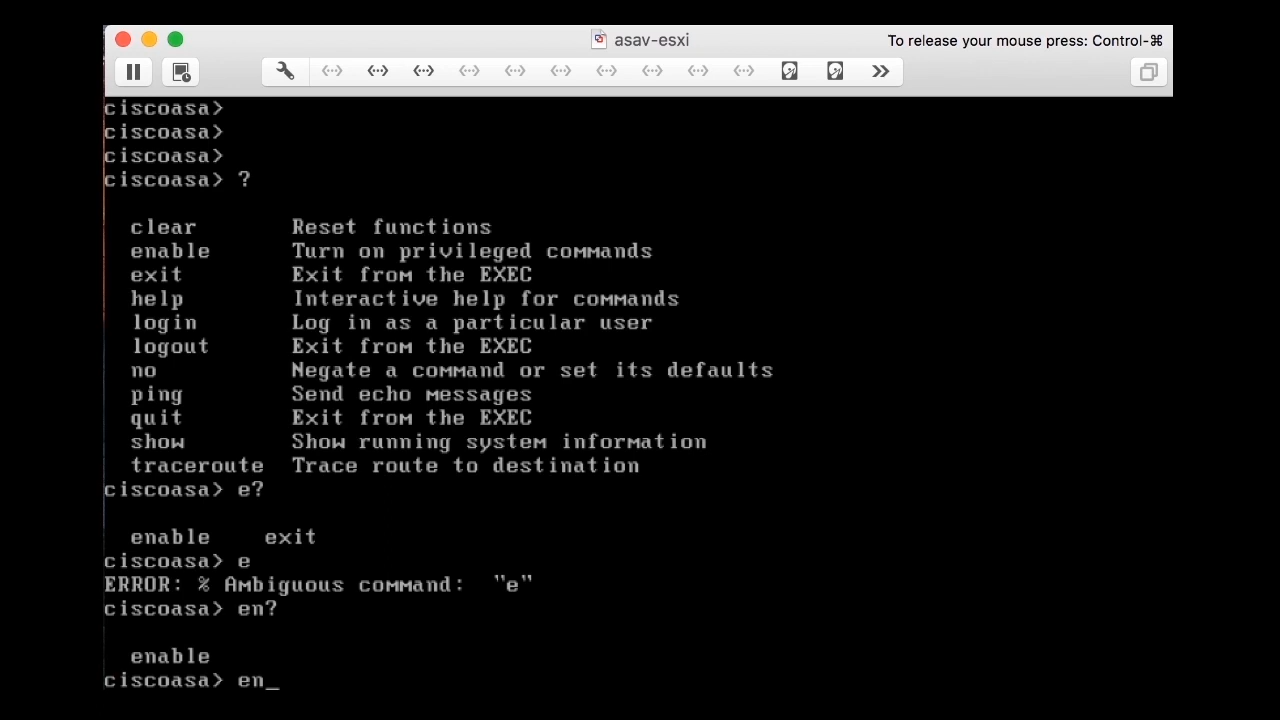 asav-esxi
To release your mouse press: Control-⌘
ciscoasa>
ciscoasa>
ciscoasa>
ciscoasa> ?
clear Reset functions
enable Turn on privileged commands
exit Exit from the EXEC
help Interactive help for commands
login Log in as a particular user
logout Exit from the EXEC
no Negate a command or set its defaults
ping Send echo messages
quit Exit from the EXEC
show Show running system information
traceroute Trace route to destination
ciscoasa> e?
enable exit
ciscoasa> e
ERROR: % Ambiguous command: "e"
ciscoasa> en?
enable
ciscoasa> en_